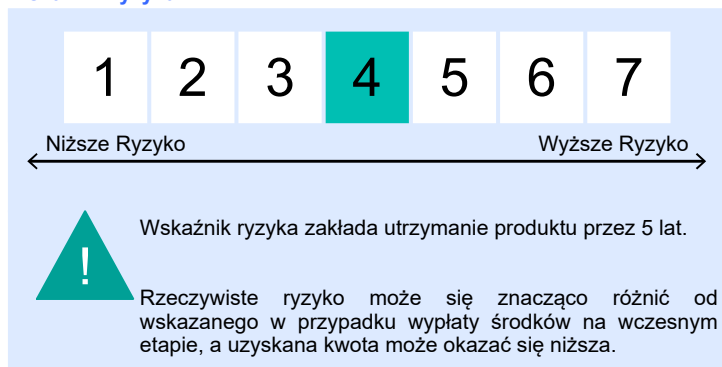 1 2 3 4 5 6 7
Niższe Ryzyko Wyższe Ryzyko
Wskaźnik ryzyka zakłada utrzymanie produktu przez 5 lat.
!
Rzeczywiste ryzyko może się znacząco różnić od
wskazanego w przypadku wypłaty środków na wczesnym
etapie, a uzyskana kwota może okazać się niższa.